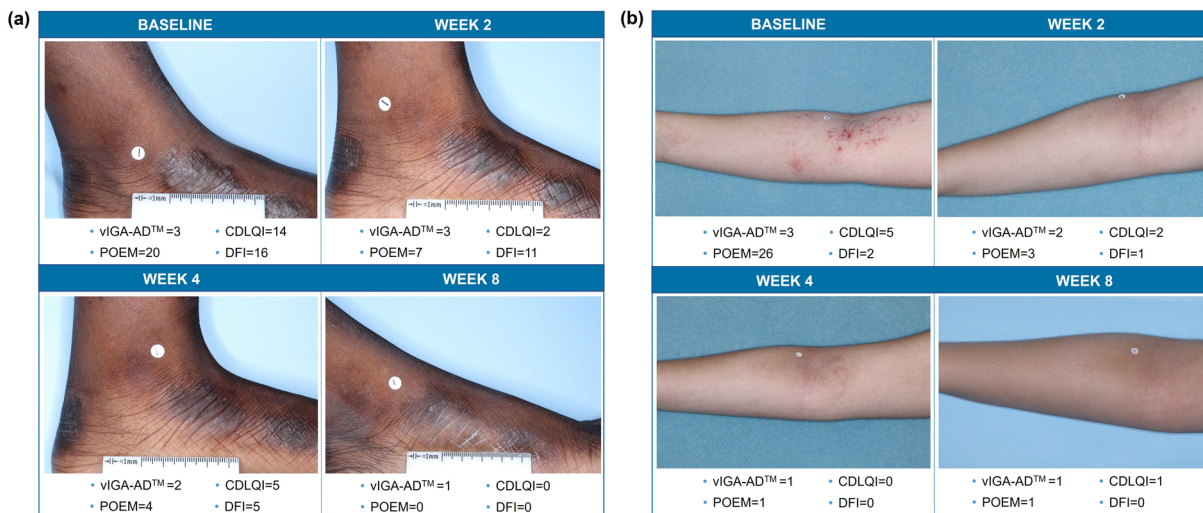 (a)
BASELINE
WEEK 2
vIGA-AD™=3
CDLQI=14
POEM=20
DFI=16
vIGA-AD™=3
CDLQI=2
POEM=7
DFI=11
WEEK 4
WEEK 8
vIGA-AD™=2
CDLQI=5
POEM=4
DFI=5
vIGA-AD™=1
CDLQI=0
POEM=0
DFI=0
(b)
BASELINE
WEEK 2
vIGA-AD™=3
CDLQI=5
POEM=26
DFI=2
vIGA-AD™=2
CDLQI=2
POEM=3
DFI=1
WEEK 4
WEEK 8
vIGA-AD™=1
CDLQI=0
POEM=1
DFI=0
vIGA-AD™=1
CDLQI=1
POEM=1
DFI=0